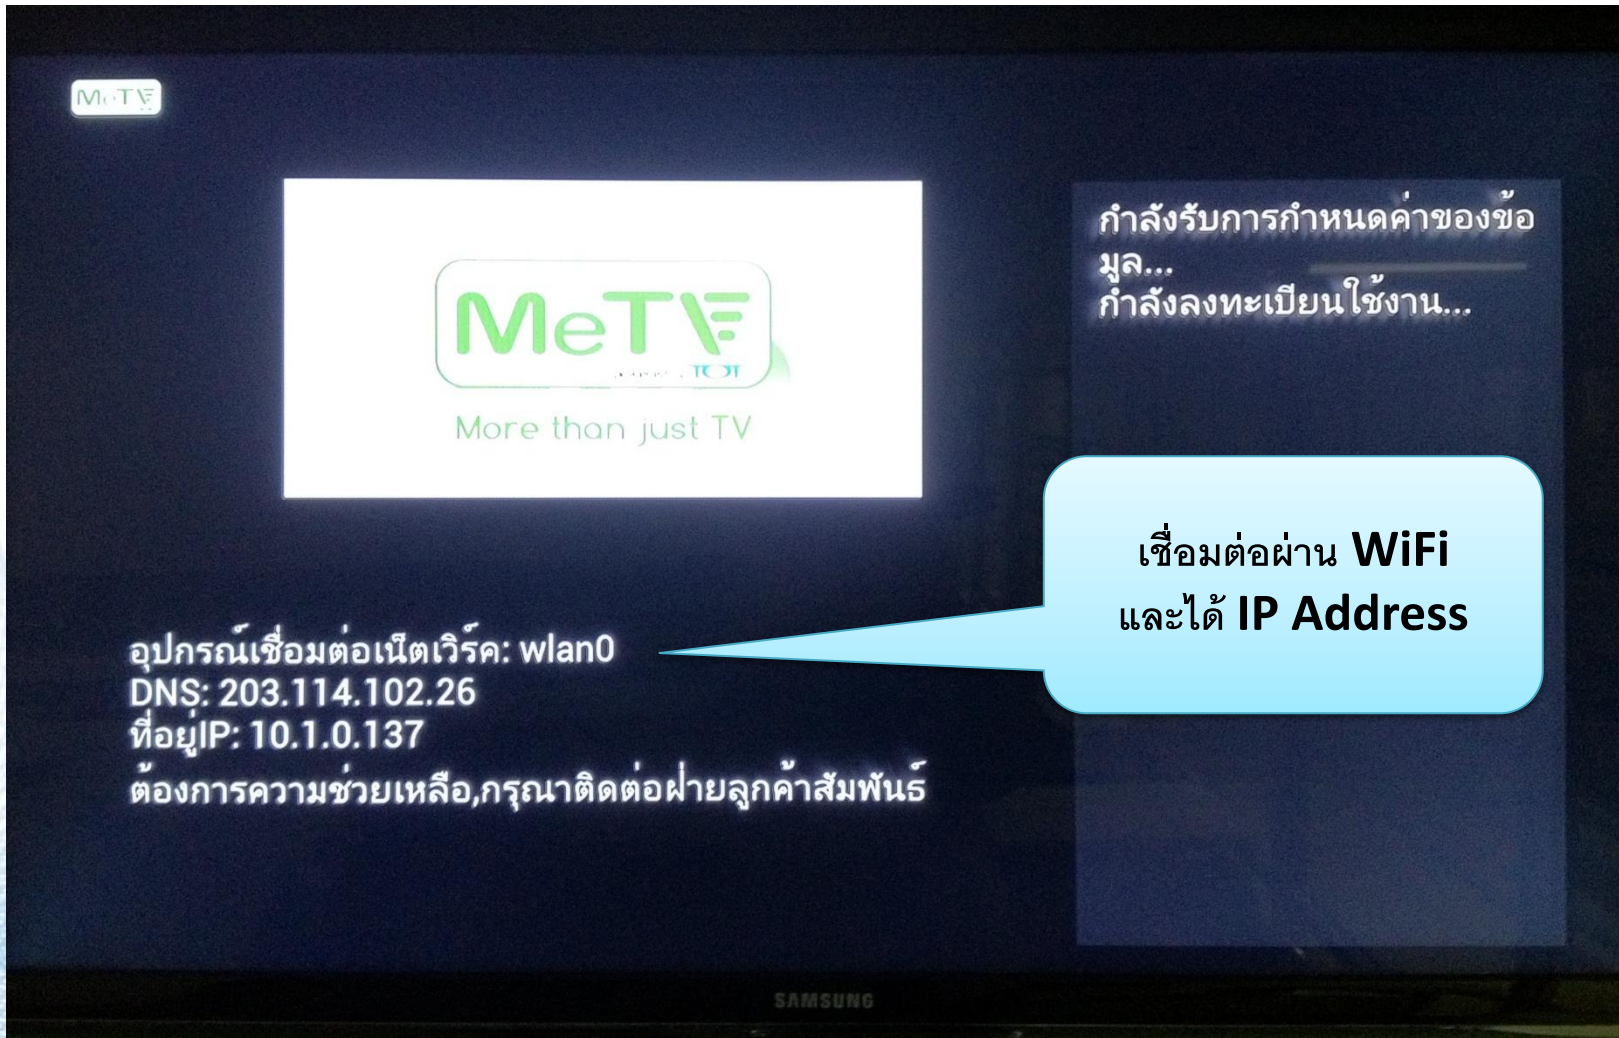 MeTV
MeTV
TOT
More than just TV
กำลังรับการกำหนดค่าของข้อ
มูล...
กำลังลงทะเบียนใช้งาน...
เชื่อมต่อผ่าน WiFi
และได้ IP Address
อุปกรณ์เชื่อมต่อเน็ตเวิร์ค: wlan0
DNS: 203.114.102.26
ที่อยู่IP: 10.1.0.137
ต้องการความช่วยเหลือ,กรุณาติดต่อฝ่ายลูกค้าสัมพันธ์
SAMSUNG